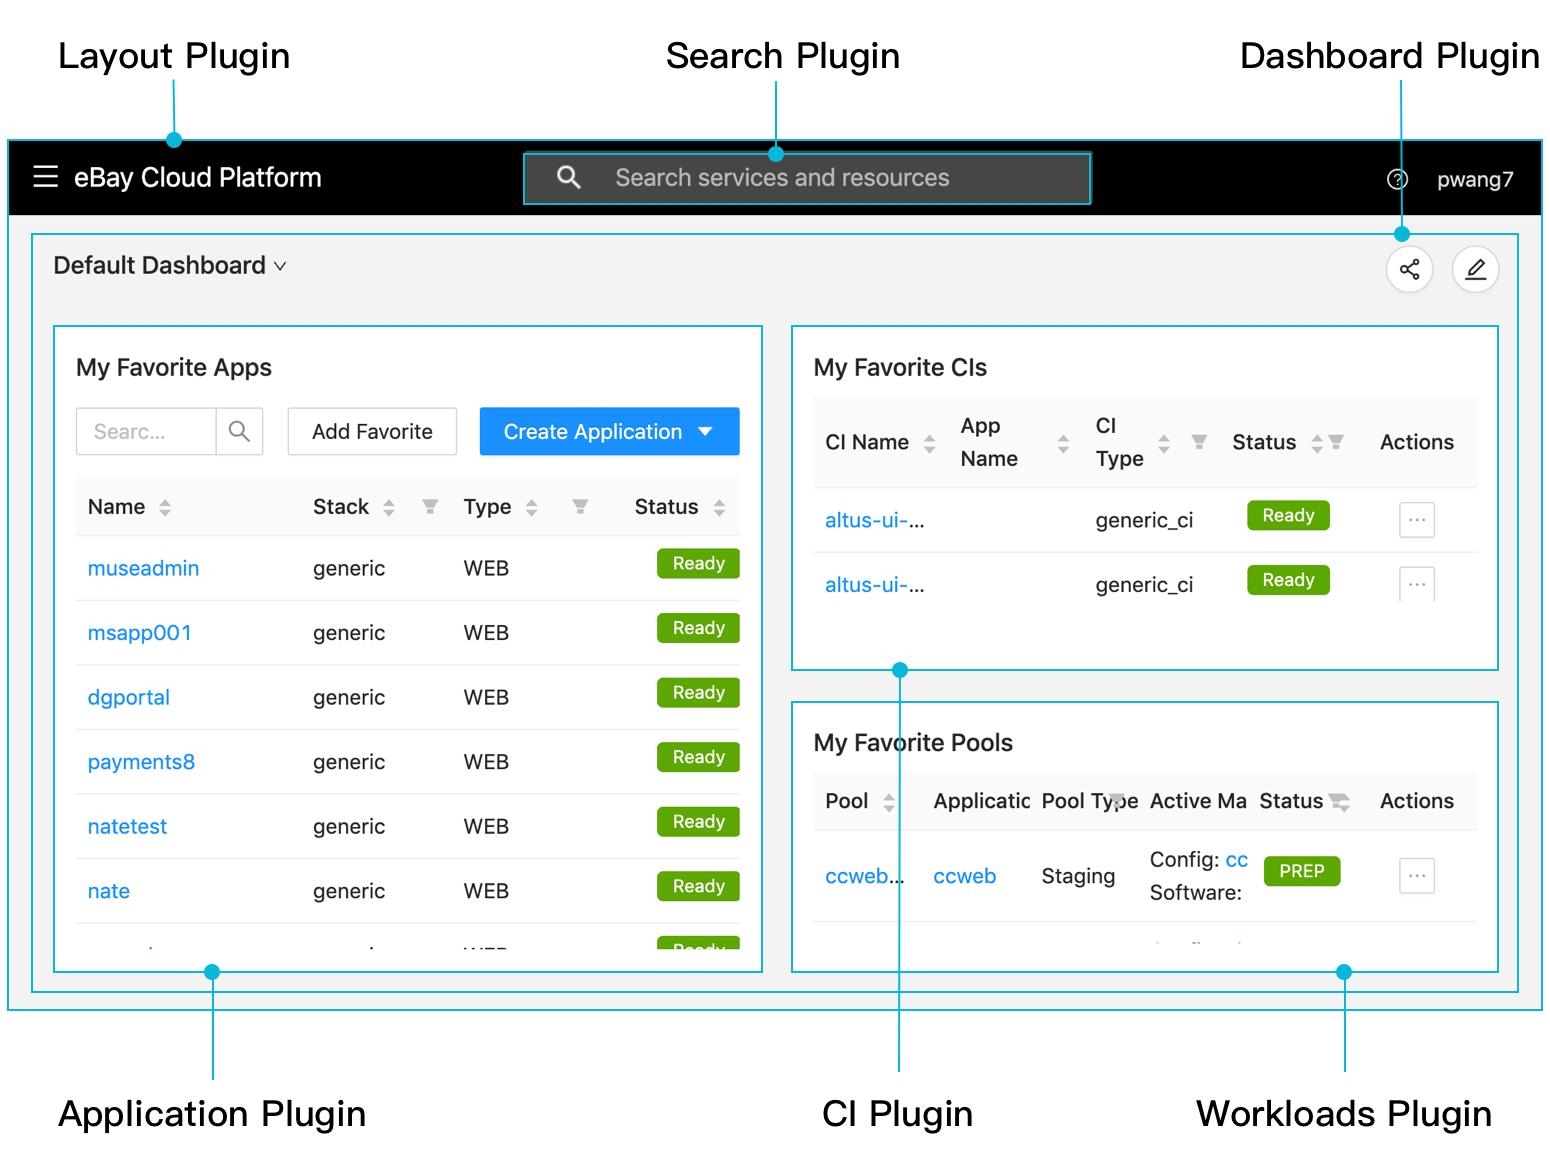 Layout Plugin
Search Plugin
Dashboard Plugin
eBay Cloud Platform
Search services and resources
pwang7
Default Dashboard
My Favorite Apps
Searc...
Add Favorite
Create Application
Name Stack Type Status
museadmin generic WEB Ready
msapp001 generic WEB Ready
dgportal generic WEB Ready
payments8 generic WEB Ready
natetest generic WEB Ready
nate generic WEB Ready
My Favorite CIs
CI Name App Name CI Type Status Actions
altus-ui-... generic_ci Ready ...
altus-ui-... generic_ci Ready ...
My Favorite Pools
Pool Applicatic Pool Type Active Ma Status Actions
ccweb... ccweb Staging Config: cc PREP ...
Software:
Application Plugin
CI Plugin
Workloads Plugin